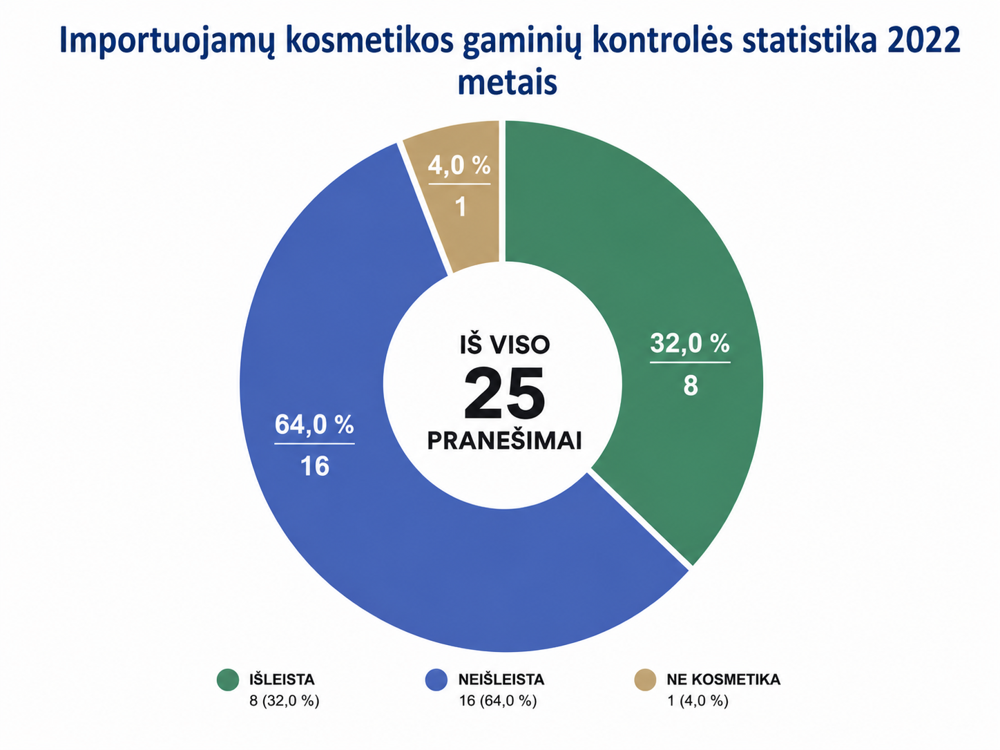 Importuojamų kosmetikos gaminių kontrolės statistika 2022
metais
4,0 %
1
32,0 %
8
64,0 %
16
IŠ VISO
25
PRANEŠIMAI
IŠLEISTA
8 (32,0 %)
NEIŠLEISTA
16 (64,0 %)
NE KOSMETIKA
1 (4,0 %)